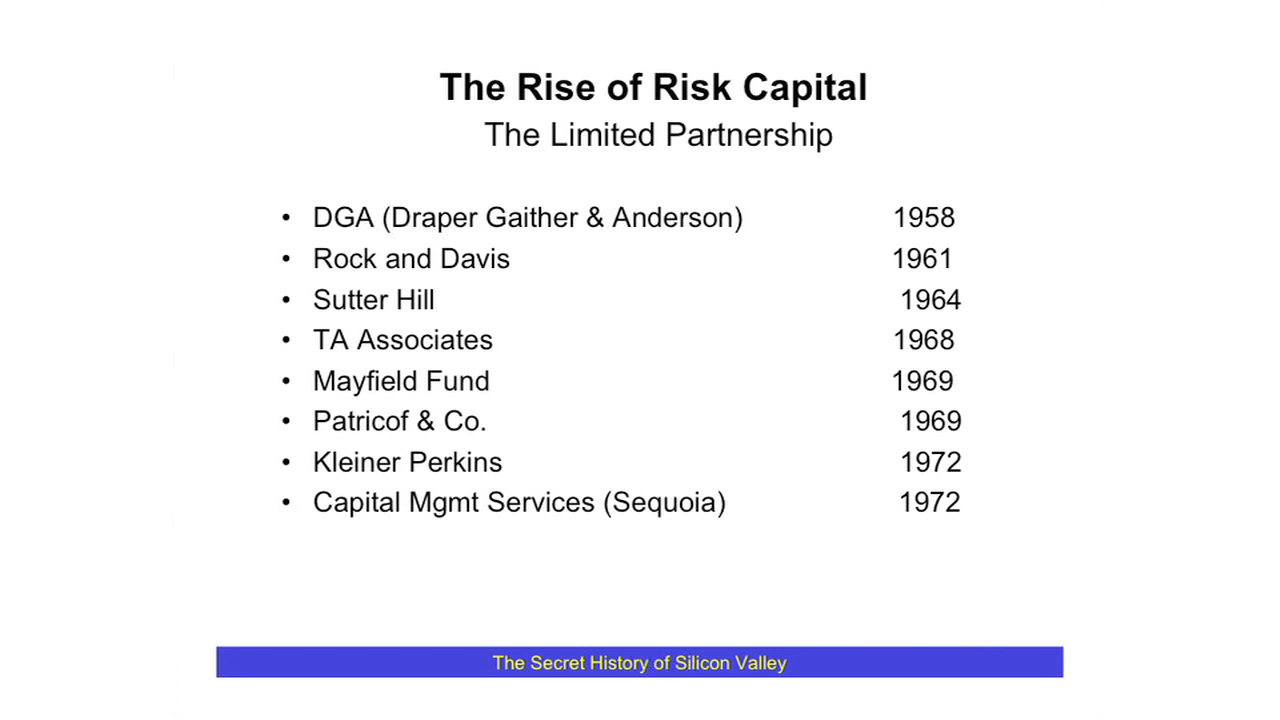 The Rise of Risk Capital
The Limited Partnership
• DGA (Draper Gaither & Anderson) 1958
• Rock and Davis 1961
• Sutter Hill 1964
• TA Associates 1968
• Mayfield Fund 1969
• Patricof & Co. 1969
• Kleiner Perkins 1972
• Capital Mgmt Services (Sequoia) 1972
The Secret History of Silicon Valley